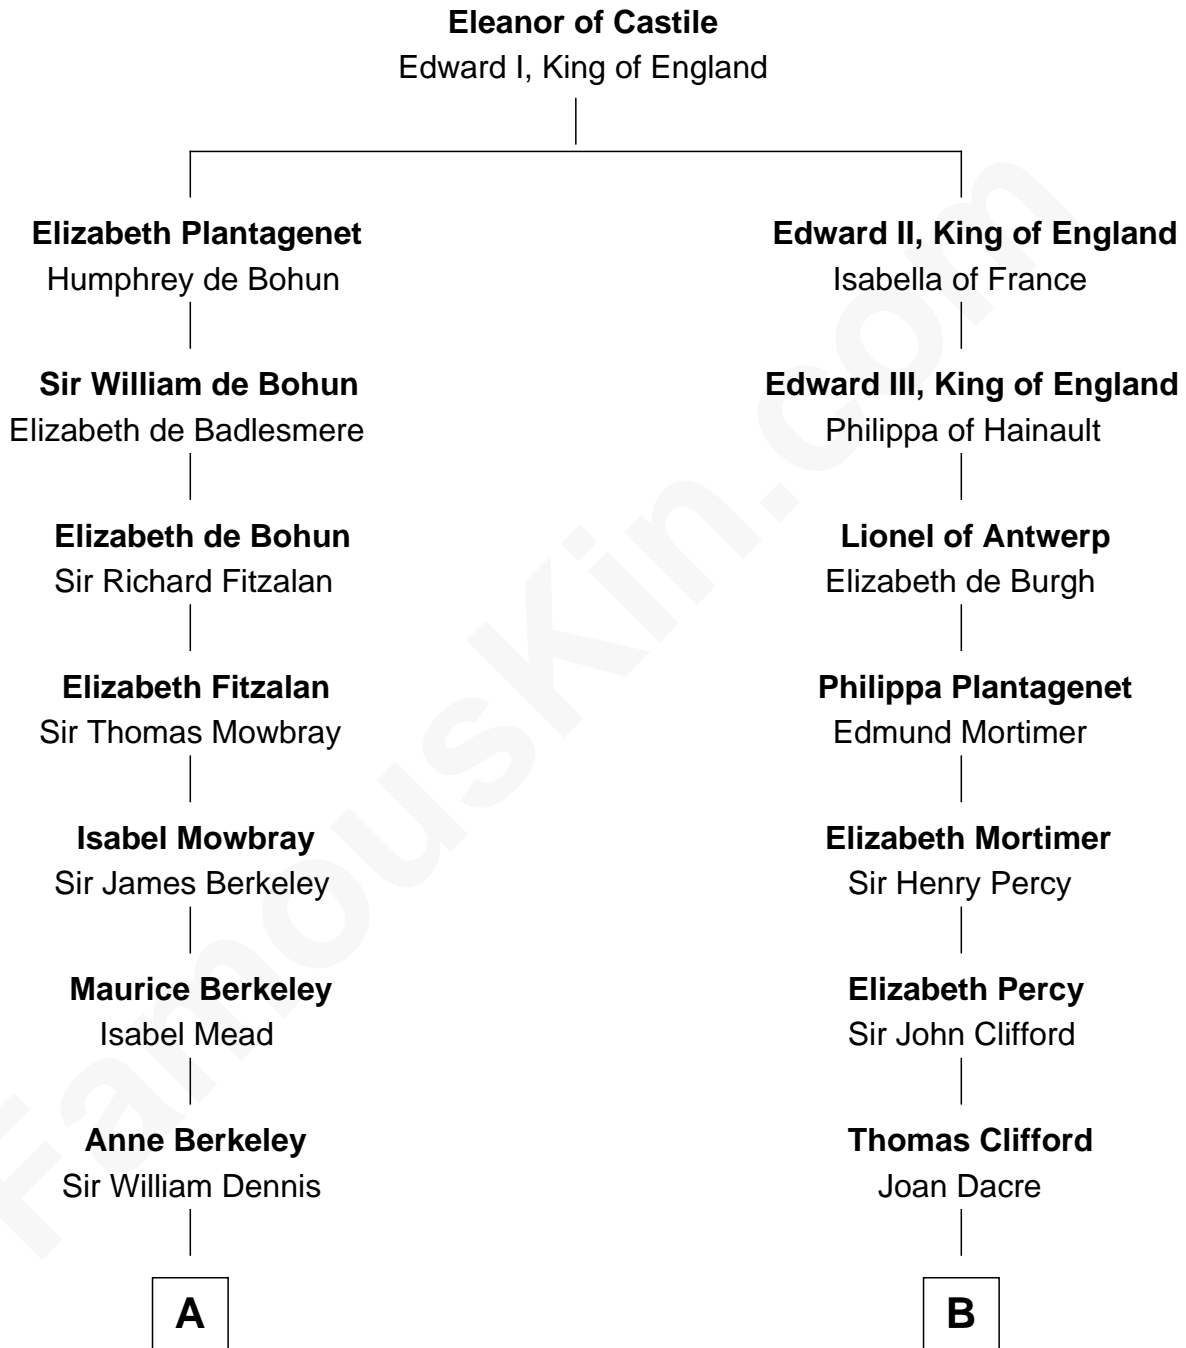 Eleanor of Castile
Edward I, King of England
Elizabeth Plantagenet
Humphrey de Bohun
Edward II, King of England
Isabella of France
Sir William de Bohun
Elizabeth de Badlesmere
Edward III, King of England
Philippa of Hainault
Elizabeth de Bohun
Sir Richard Fitzalan
Lionel of Antwerp
Elizabeth de Burgh
Elizabeth Fitzalan
Sir Thomas Mowbray
Philippa Plantagenet
Edmund Mortimer
Isabel Mowbray
Sir James Berkeley
Elizabeth Mortimer
Sir Henry Percy
Maurice Berkeley
Isabel Mead
Elizabeth Percy
Sir John Clifford
Anne Berkeley
Sir William Dennis
Thomas Clifford
Joan Dacre
A
B
FamousKin.com